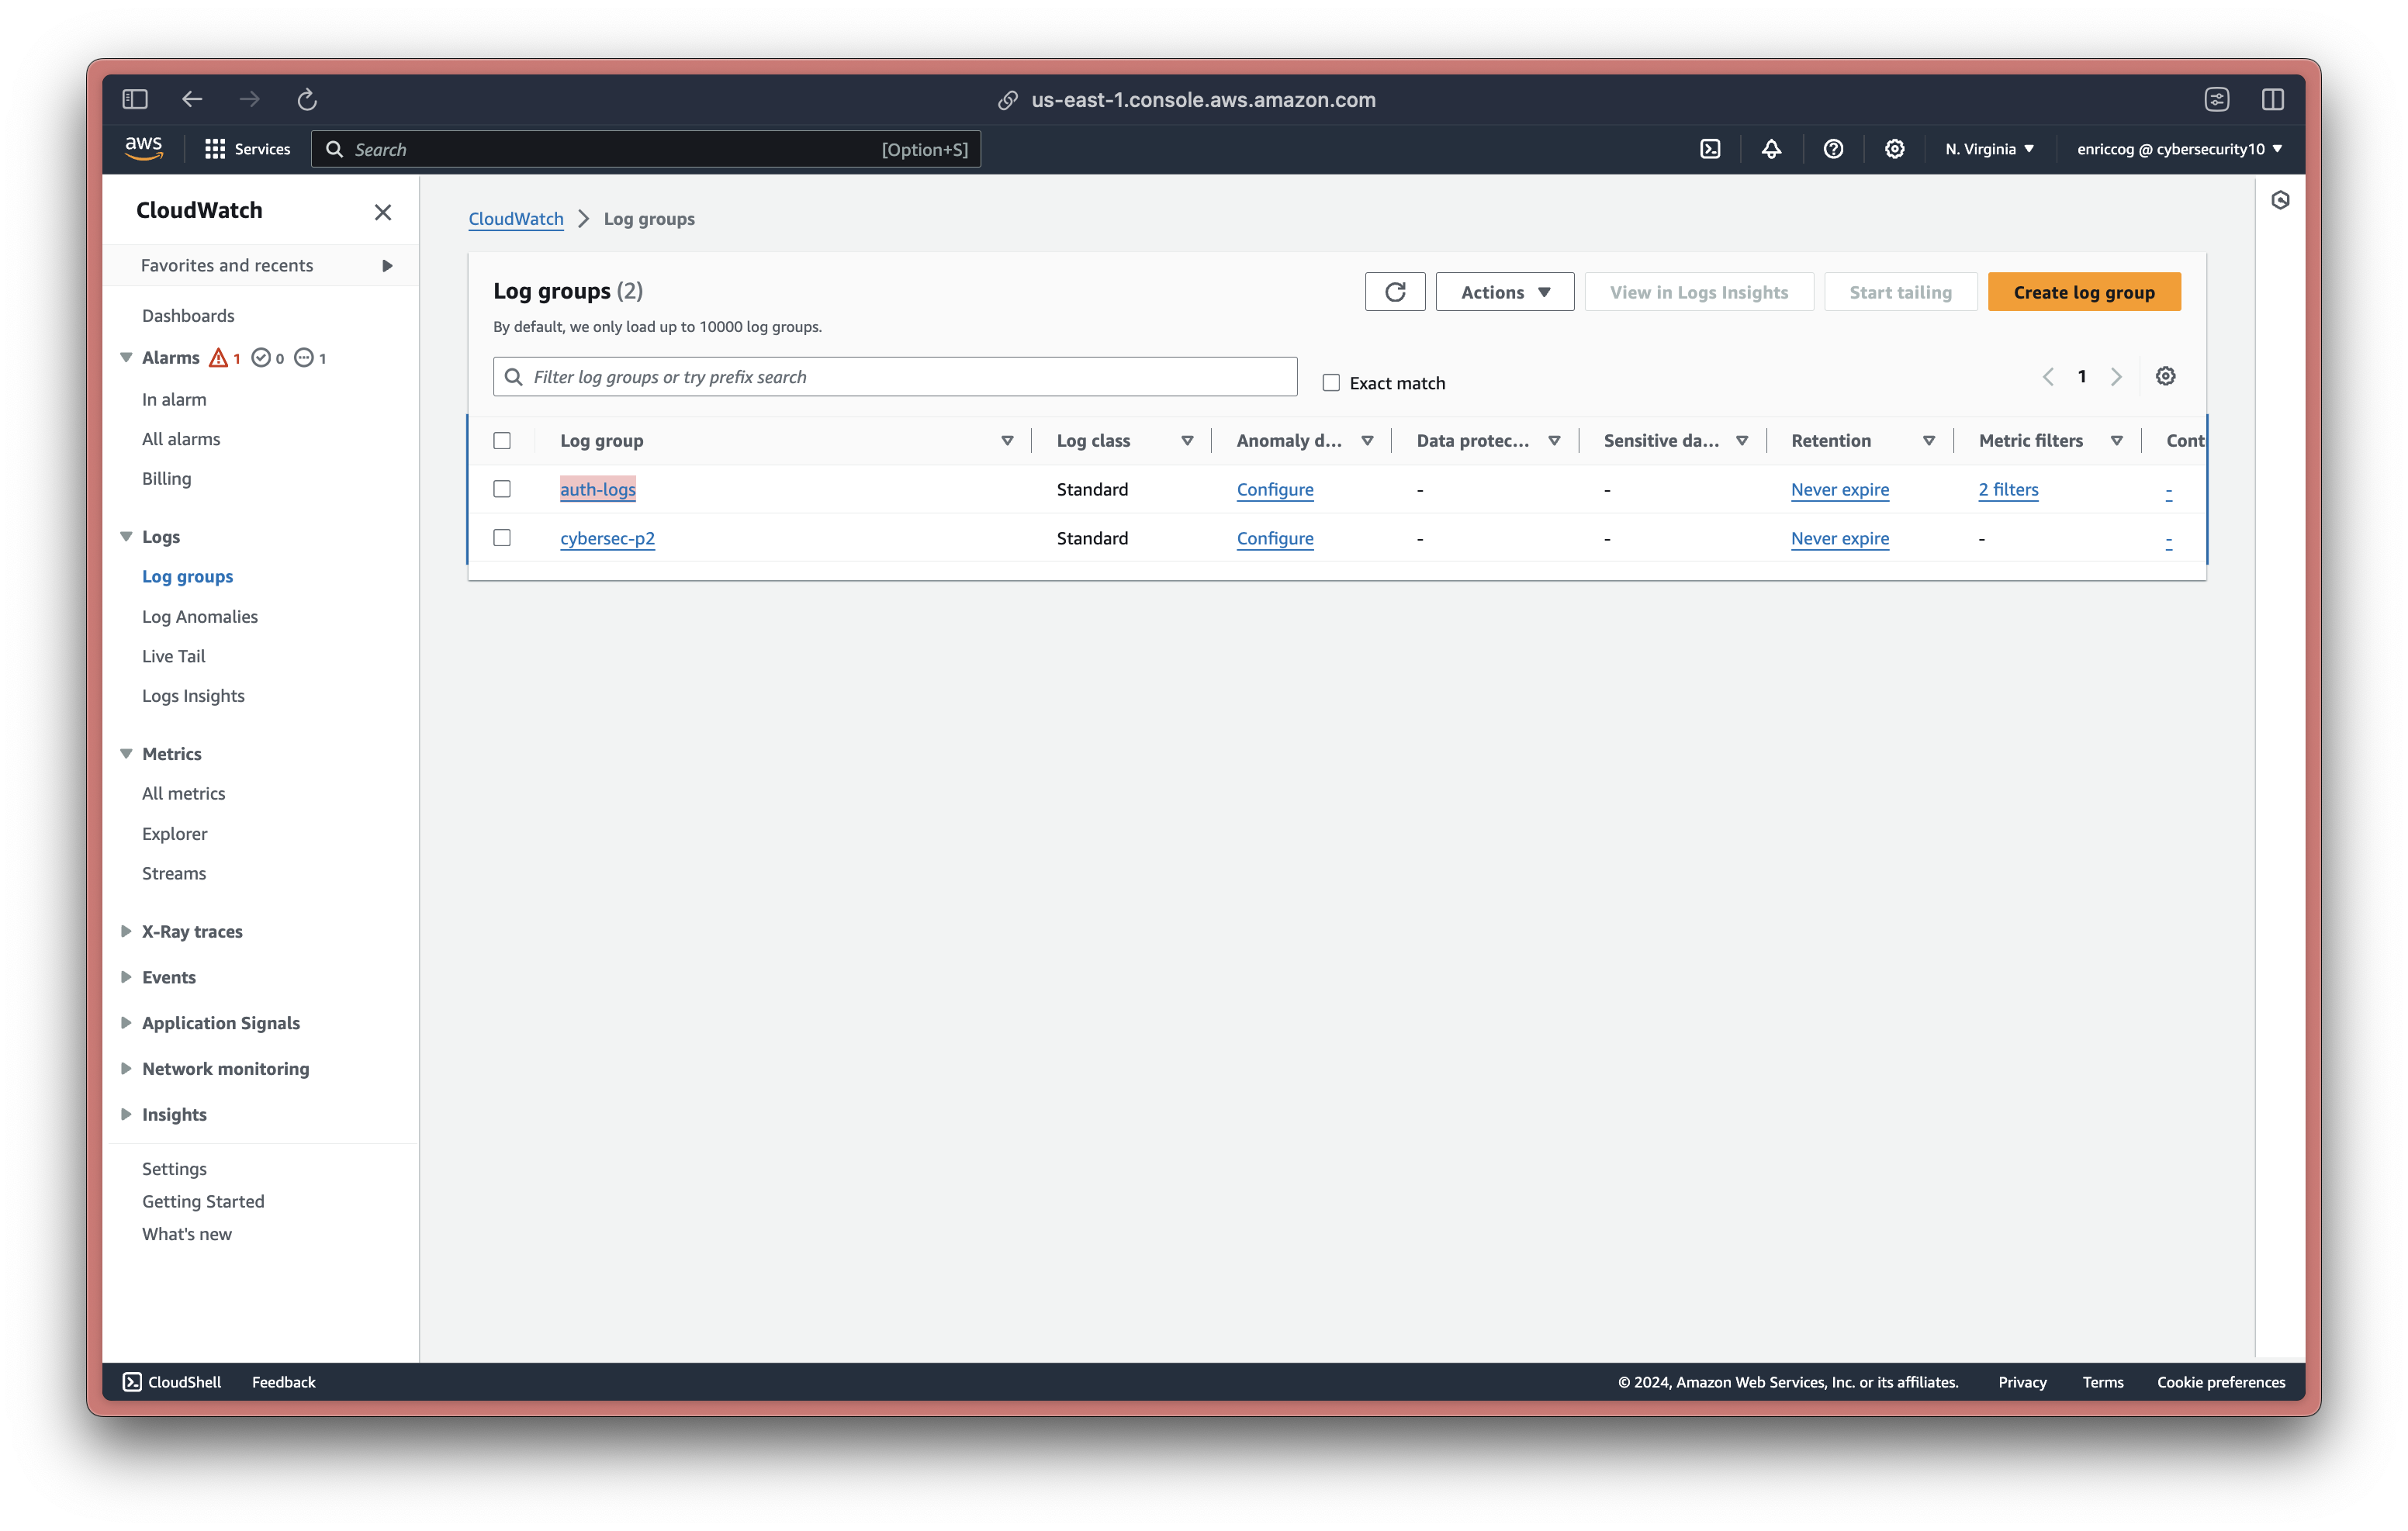 us-east-1.console.aws.amazon.com
aws
Services
Search
[Option+S]
N. Virginia
enriccog @ cybersecurity10
CloudWatch
Favorites and recents
Dashboards
Alarms 1 0 1
In alarm
All alarms
Billing
Logs
Log groups
Log Anomalies
Live Tail
Logs Insights
Metrics
All metrics
Explorer
Streams
X-Ray traces
Events
Application Signals
Network monitoring
Insights
Settings
Getting Started
What's new
CloudWatch > Log groups
Log groups (2)
By default, we only load up to 10000 log groups.
Actions
View in Logs Insights
Start tailing
Create log group
Filter log groups or try prefix search
Exact match
1
Log group Log class Anomaly d... Data protec... Sensitive da... Retention Metric filters Cont
auth-logs Standard Configure - - Never expire 2 filters -
cybersec-p2 Standard Configure - - Never expire - -
CloudShell Feedback
© 2024, Amazon Web Services, Inc. or its affiliates. Privacy Terms Cookie preferences